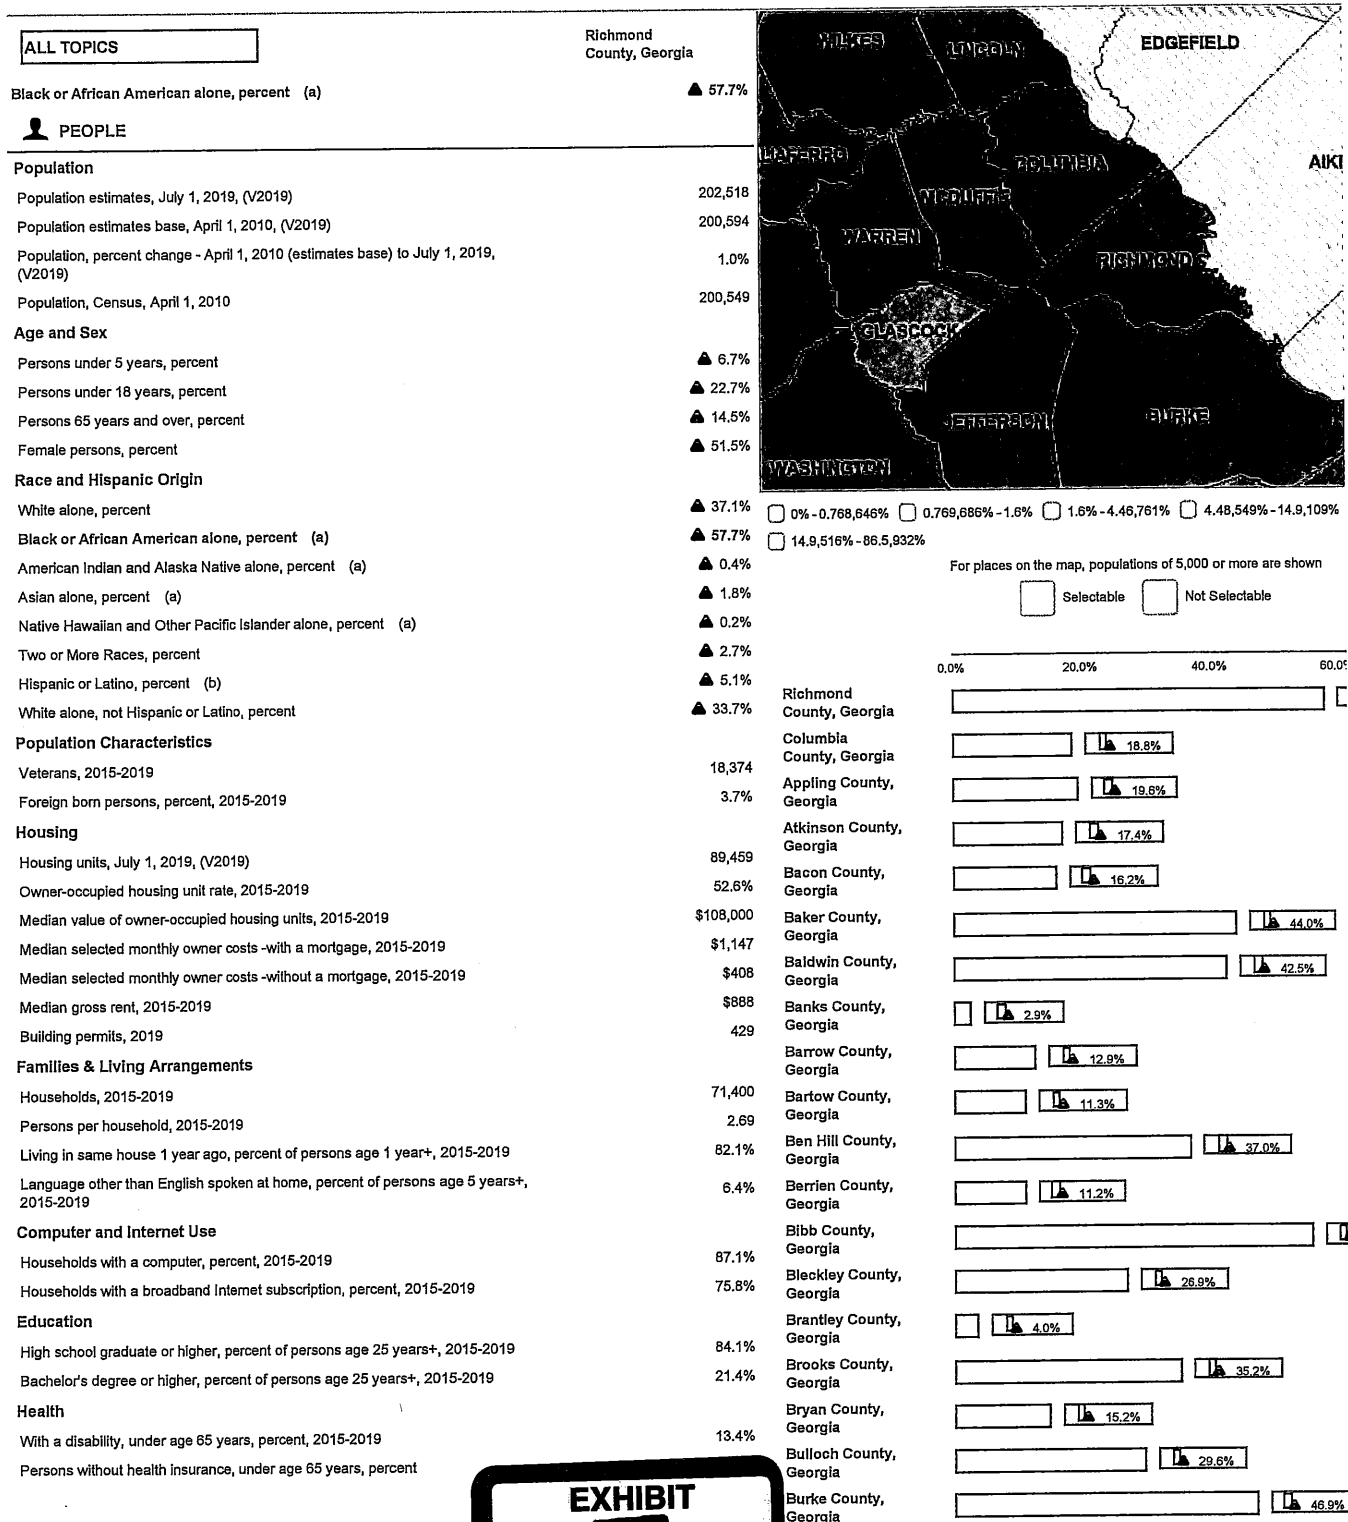 ALL TOPICS
Richmond
County, Georgia
Black or African American alone, percent (a) 57.7%
PEOPLE
Population
Population estimates, July 1, 2019, (V2019) 202,518
Population estimates base, April 1, 2010, (V2019) 200,594
Population, percent change - April 1, 2010 (estimates base) to July 1, 2019,
(V2019) 1.0%
Population, Census, April 1, 2010 200,549
Age and Sex
Persons under 5 years, percent 6.7%
Persons under 18 years, percent 22.7%
Persons 65 years and over, percent 14.5%
Female persons, percent 51.5%
Race and Hispanic Origin
White alone, percent 37.1%
Black or African American alone, percent (a) 57.7%
American Indian and Alaska Native alone, percent (a) 0.4%
Asian alone, percent (a) 1.8%
Native Hawaiian and Other Pacific Islander alone, percent (a) 0.2%
Two or More Races, percent 2.7%
Hispanic or Latino, percent (b) 5.1%
White alone, not Hispanic or Latino, percent 33.7%
Population Characteristics
Veterans, 2015-2019 18,374
Foreign born persons, percent, 2015-2019 3.7%
Housing
Housing units, July 1, 2019, (V2019) 89,459
Owner-occupied housing unit rate, 2015-2019 52.6%
Median value of owner-occupied housing units, 2015-2019 $108,000
Median selected monthly owner costs -with a mortgage, 2015-2019 $1,147
Median selected monthly owner costs -without a mortgage, 2015-2019 $408
Median gross rent, 2015-2019 $888
Building permits, 2019 429
Families & Living Arrangements
Households, 2015-2019 71,400
Persons per household, 2015-2019 2.69
Living in same house 1 year ago, percent of persons age 1 year+, 2015-2019 82.1%
Language other than English spoken at home, percent of persons age 5 years+,
2015-2019 6.4%
Computer and Internet Use
Households with a computer, percent, 2015-2019 87.1%
Households with a broadband Internet subscription, percent, 2015-2019 75.8%
Education
High school graduate or higher, percent of persons age 25 years+, 2015-2019 84.1%
Bachelor's degree or higher, percent of persons age 25 years+, 2015-2019 21.4%
Health
With a disability, under age 65 years, percent, 2015-2019 13.4%
Persons without health insurance, under age 65 years, percent
EXHIBIT
WILKES
LINCOLN
EDGEFIELD
LIAFERRO
COLUMBIA
AIKI
MCDUFFIE
WARREN
RICHMOND
GLASCOCK
JEFFERSON
BURKE
WASHINGTON
0% - 0.768,646% 0.769,686% - 1.6% 1.6% - 4.46,761% 4.48,549% - 14.9,109%
14.9,516% - 86.5,932%
For places on the map, populations of 5,000 or more are shown
Selectable Not Selectable
0.0% 20.0% 40.0% 60.0%
Richmond
County, Georgia
Columbia
County, Georgia 18.8%
Appling County,
Georgia 19.6%
Atkinson County,
Georgia 17.4%
Bacon County,
Georgia 16.2%
Baker County,
Georgia 44.0%
Baldwin County,
Georgia 42.5%
Banks County,
Georgia 2.9%
Barrow County,
Georgia 12.9%
Bartow County,
Georgia 11.3%
Ben Hill County,
Georgia 37.0%
Berrien County,
Georgia 11.2%
Bibb County,
Georgia
Bleckley County,
Georgia 26.9%
Brantley County,
Georgia 4.0%
Brooks County,
Georgia 35.2%
Bryan County,
Georgia 15.2%
Bulloch County,
Georgia 29.6%
Burke County,
Georgia 46.9%